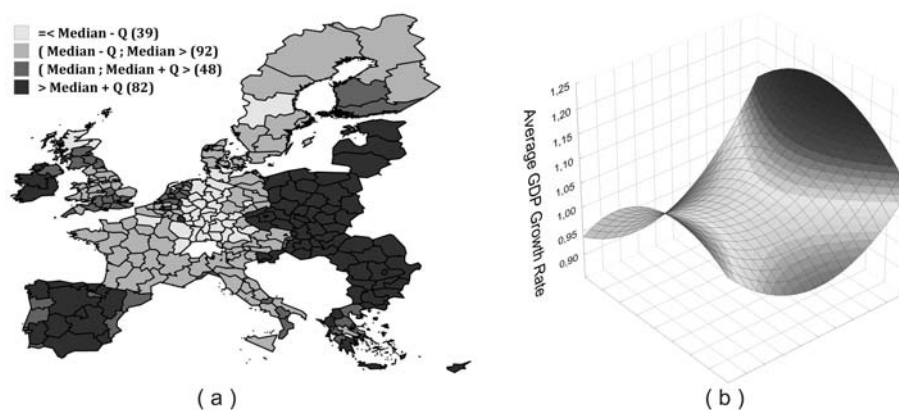 =< Median - Q (39)
( Median - Q ; Median > (92)
( Median ; Median + Q > (48)
> Median + Q (82)
( a )
Average GDP Growth Rate
1,25
1,20
1,15
1,10
1,05
1,00
0,95
0,90
( b )